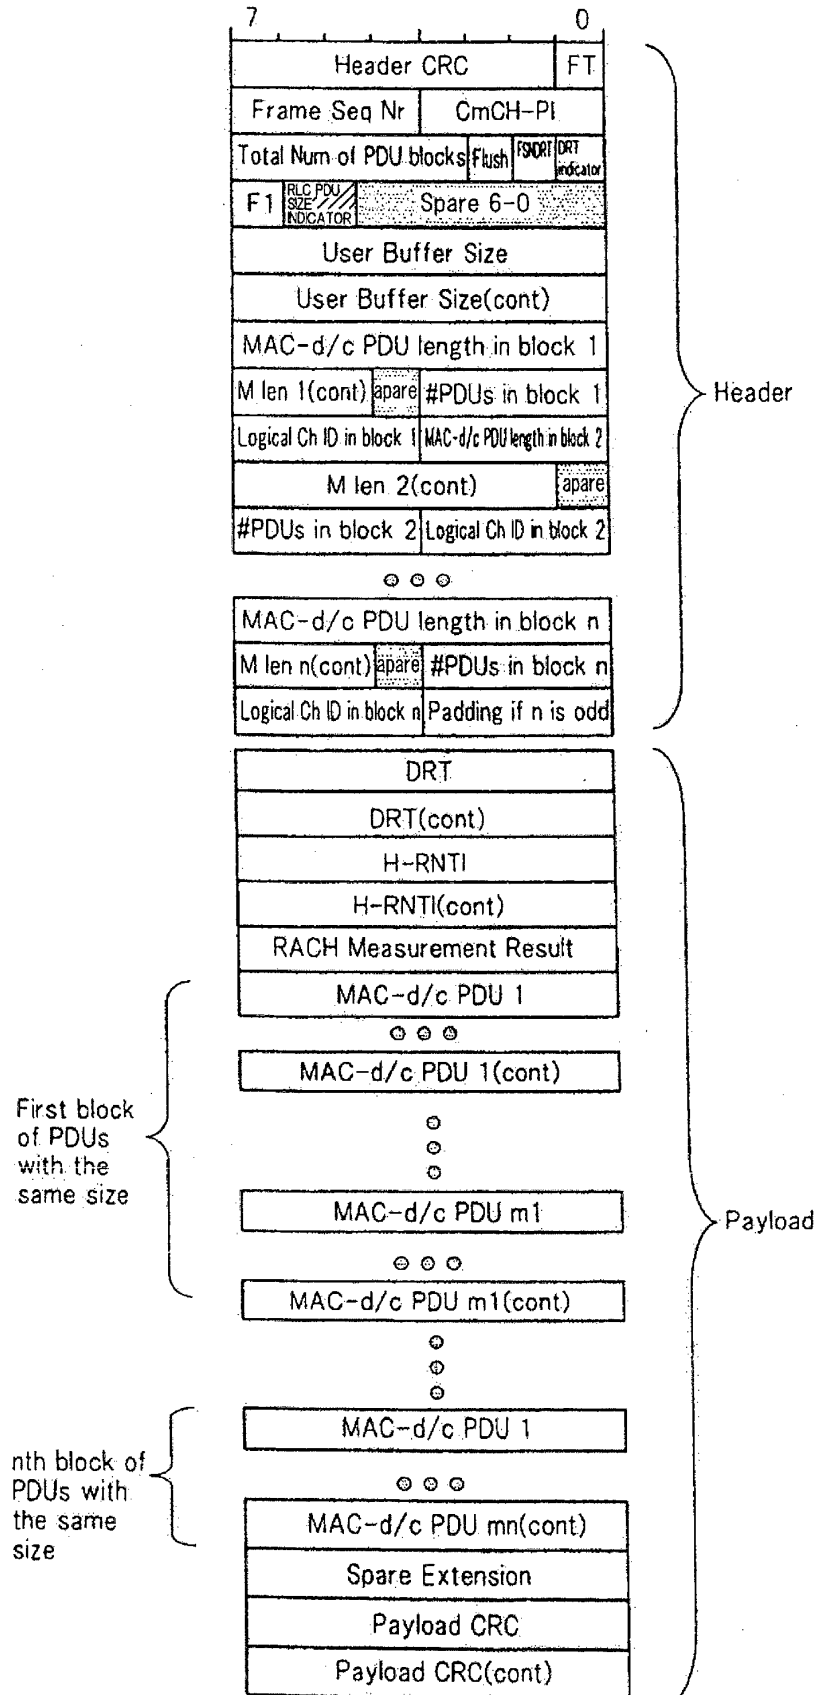 7 0
Header CRC FT
Frame Seq Nr CmCH-PI
Total Num of PDU blocks Flush FSNDRT DRT indicator
F1 RLC PDU SIZE INDICATOR Spare 6-0
User Buffer Size
User Buffer Size(cont)
MAC-d/c PDU length in block 1
M len 1(cont) apare #PDUs in block 1
Header
Logical Ch ID in block 1 MAC-d/c PDU length in block 2
M len 2(cont) apare
#PDUs in block 2 Logical Ch ID in block 2
MAC-d/c PDU length in block n
M len n(cont) apare #PDUs in block n
Logical Ch ID in block n Padding if n is odd
DRT
DRT(cont)
H-RNTI
H-RNTI(cont)
RACH Measurement Result
MAC-d/c PDU 1
MAC-d/c PDU 1(cont)
First block
of PDUs
with the
same size
MAC-d/c PDU m1
Payload
MAC-d/c PDU m1(cont)
MAC-d/c PDU 1
nth block of
PDUs with
the same
size
MAC-d/c PDU mn(cont)
Spare Extension
Payload CRC
Payload CRC(cont)